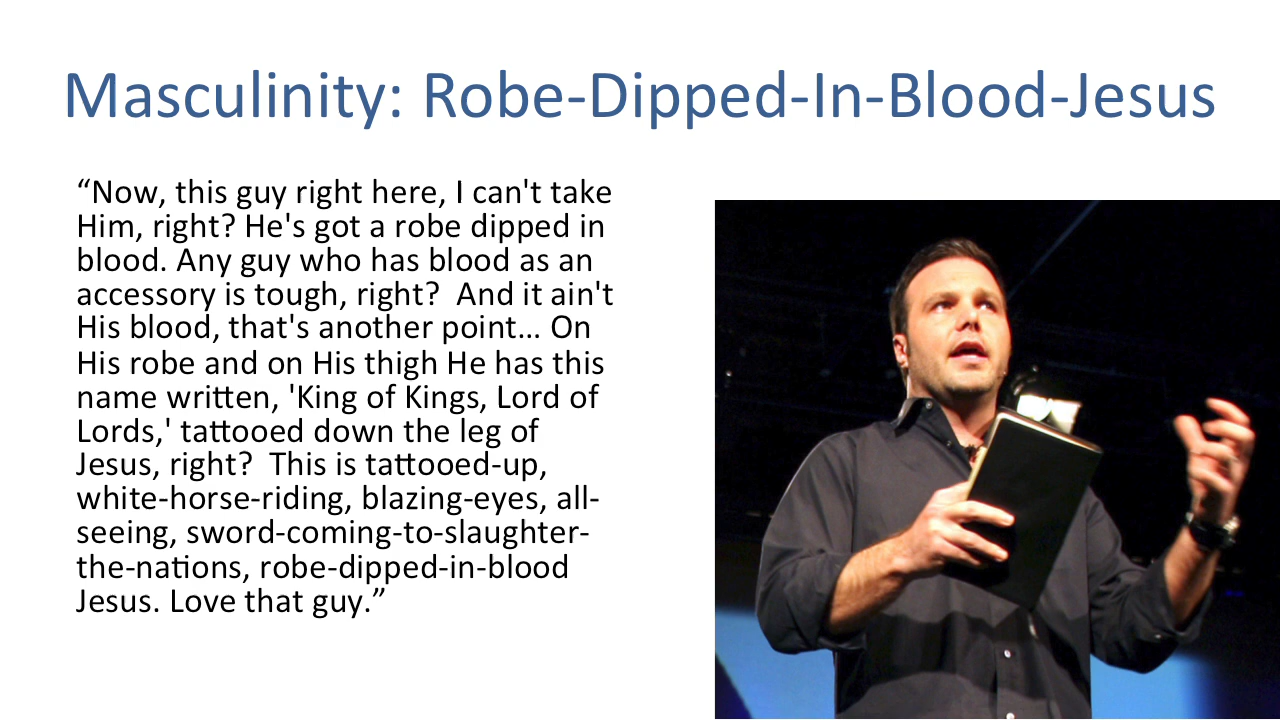 Masculinity: Robe-Dipped-In-Blood-Jesus
“Now, this guy right here, I can't take
Him, right? He's got a robe dipped in
blood. Any guy who has blood as an
accessory is tough, right?  And it ain't
His blood, that's another point… On
His robe and on His thigh He has this
name written, 'King of Kings, Lord of
Lords,' tattooed down the leg of
Jesus, right?  This is tattooed-up,
white-horse-riding, blazing-eyes, all-
seeing, sword-coming-to-slaughter-
the-nations, robe-dipped-in-blood
Jesus. Love that guy.”